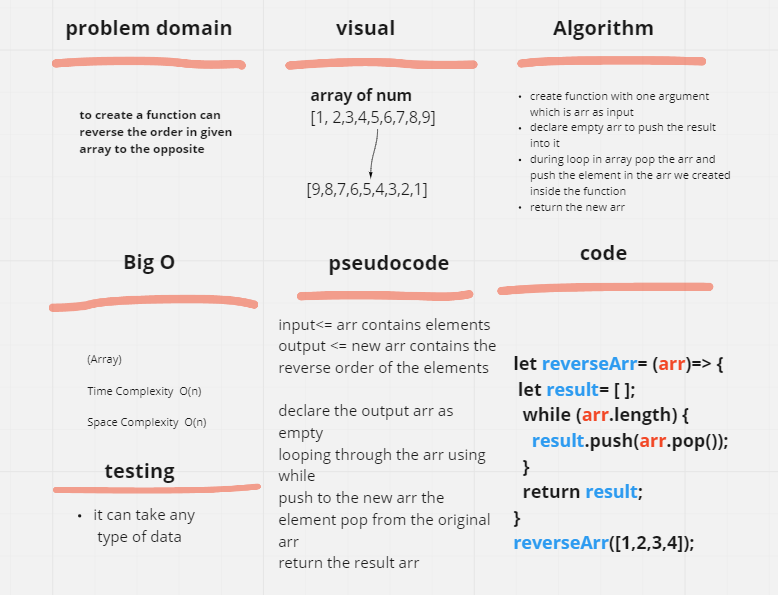 problem domain
to create a function can
reverse the order in given
array to the opposite
visual
array of num
[1, 2,3,4,5,6,7,8,9]
[9,8,7,6,5,4,3,2,1]
Algorithm
• create function with one argument
which is arr as input
• declare empty arr to push the result
into it
• during loop in array pop the arr and
push the element in the arr we created
inside the function
• return the new arr
Big O
(Array)
Time Complexity O(n)
Space Complexity O(n)
testing
• it can take any
type of data
pseudocode
input<= arr contains elements
output <= new arr contains the
reverse order of the elements
declare the output arr as
empty
looping through the arr using
while
push to the new arr the
element pop from the original
arr
return the result arr
code
let reverseArr= (arr)=> {
let result= [ ];
while (arr.length) {
result.push(arr.pop());
}
return result;
}
reverseArr([1,2,3,4]);